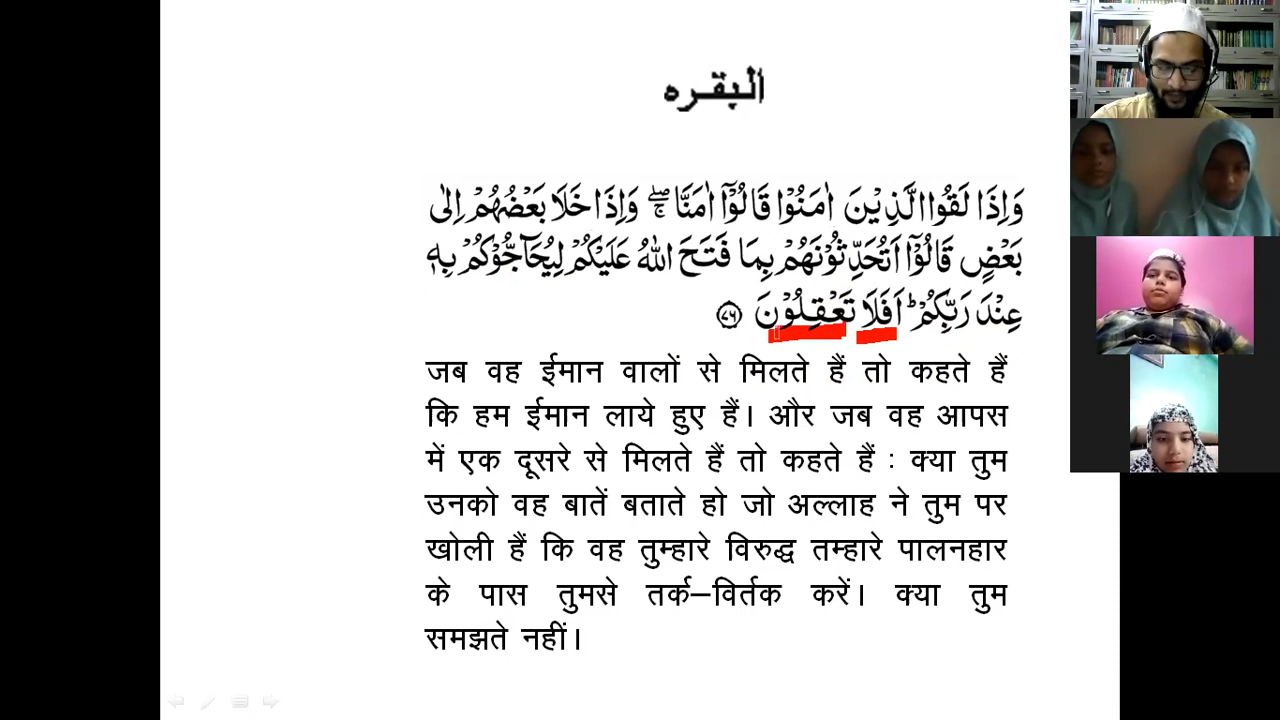 البقره
وَاِذَا لَقُوا الَّذِيْنَ اٰمَنُوْا قَالُوْٓا اٰمَنَّا ۖۚ وَاِذَا خَلَا بَعْضُهُمْ اِلٰى
بَعْضٍ قَالُوْٓا اَتُحَدِّثُوْنَهُمْ بِمَا فَتَحَ اللّٰهُ عَلَيْكُمْ لِيُحَآجُّوْكُمْ بِهٖ
عِنْدَ رَبِّكُمْ ؕ اَفَلَا تَعْقِلُوْنَ ﴿۷۶﴾
जब वह ईमान वालों से मिलते हैं तो कहते हैं
कि हम ईमान लाये हुए हैं। और जब वह आपस
में एक दूसरे से मिलते हैं तो कहते हैं : क्या तुम
उनको वह बातें बताते हो जो अल्लाह ने तुम पर
खोली हैं कि वह तुम्हारे विरुद्ध तम्हारे पालनहार
के पास तुमसे तर्क–विर्तक करें। क्या तुम
समझते नहीं।